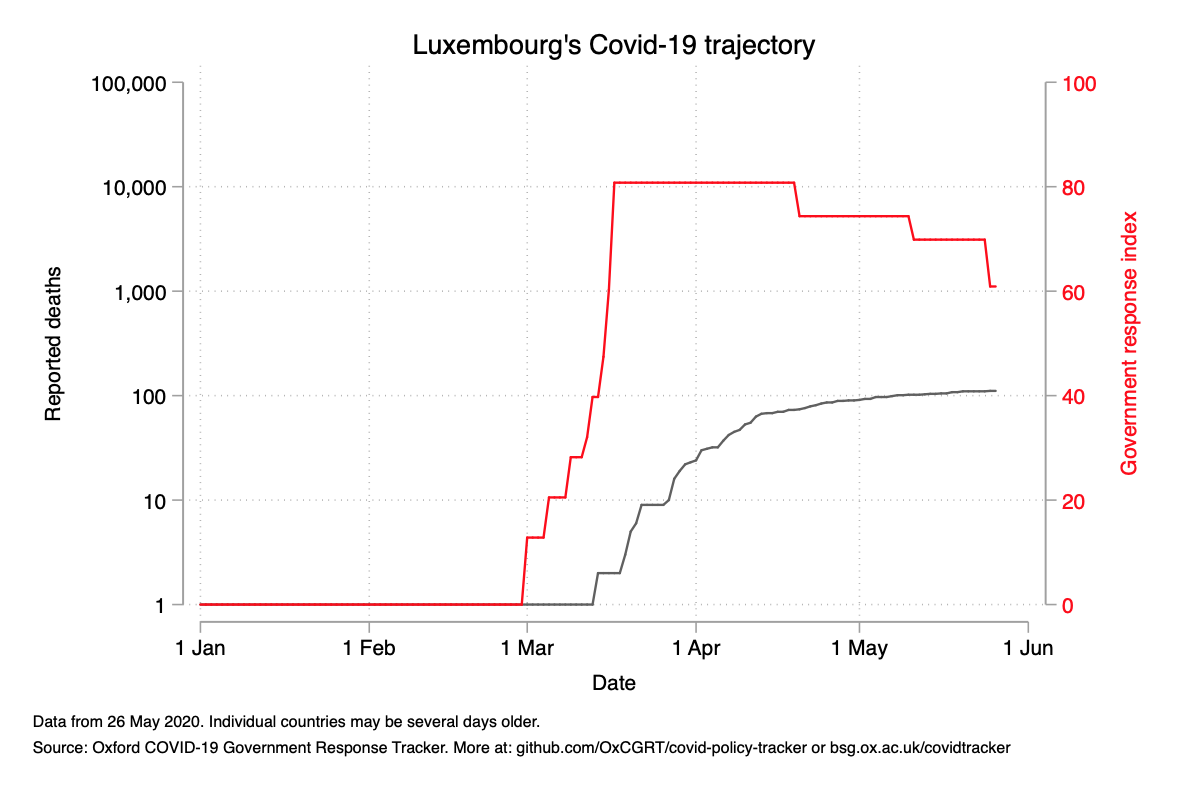 Luxembourg's Covid-19 trajectory
100,000
10,000
1,000
100
10
1
Reported deaths
100
80
60
40
20
0
Government response index
1 Jan
1 Feb
1 Mar
1 Apr
1 May
1 Jun
Date
Data from 26 May 2020. Individual countries may be several days older.
Source: Oxford COVID-19 Government Response Tracker. More at: github.com/OxCGRT/covid-policy-tracker or bsg.ox.ac.uk/covidtracker